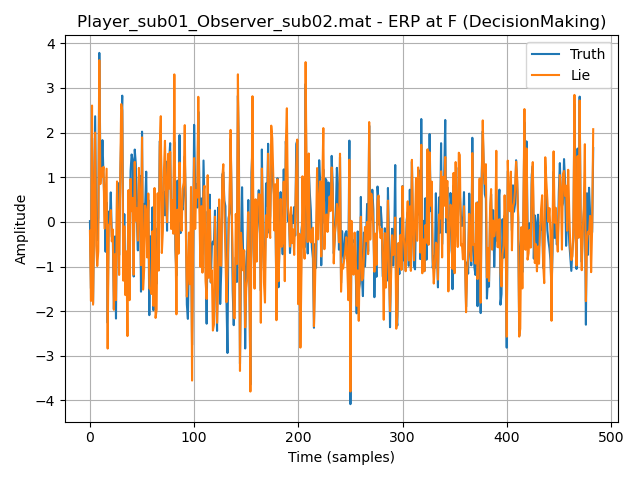 Player_sub01_Observer_sub02.mat - ERP at F (DecisionMaking)
Truth
Lie
Amplitude
4
3
2
1
0
−1
−2
−3
−4
0 100 200 300 400 500
Time (samples)